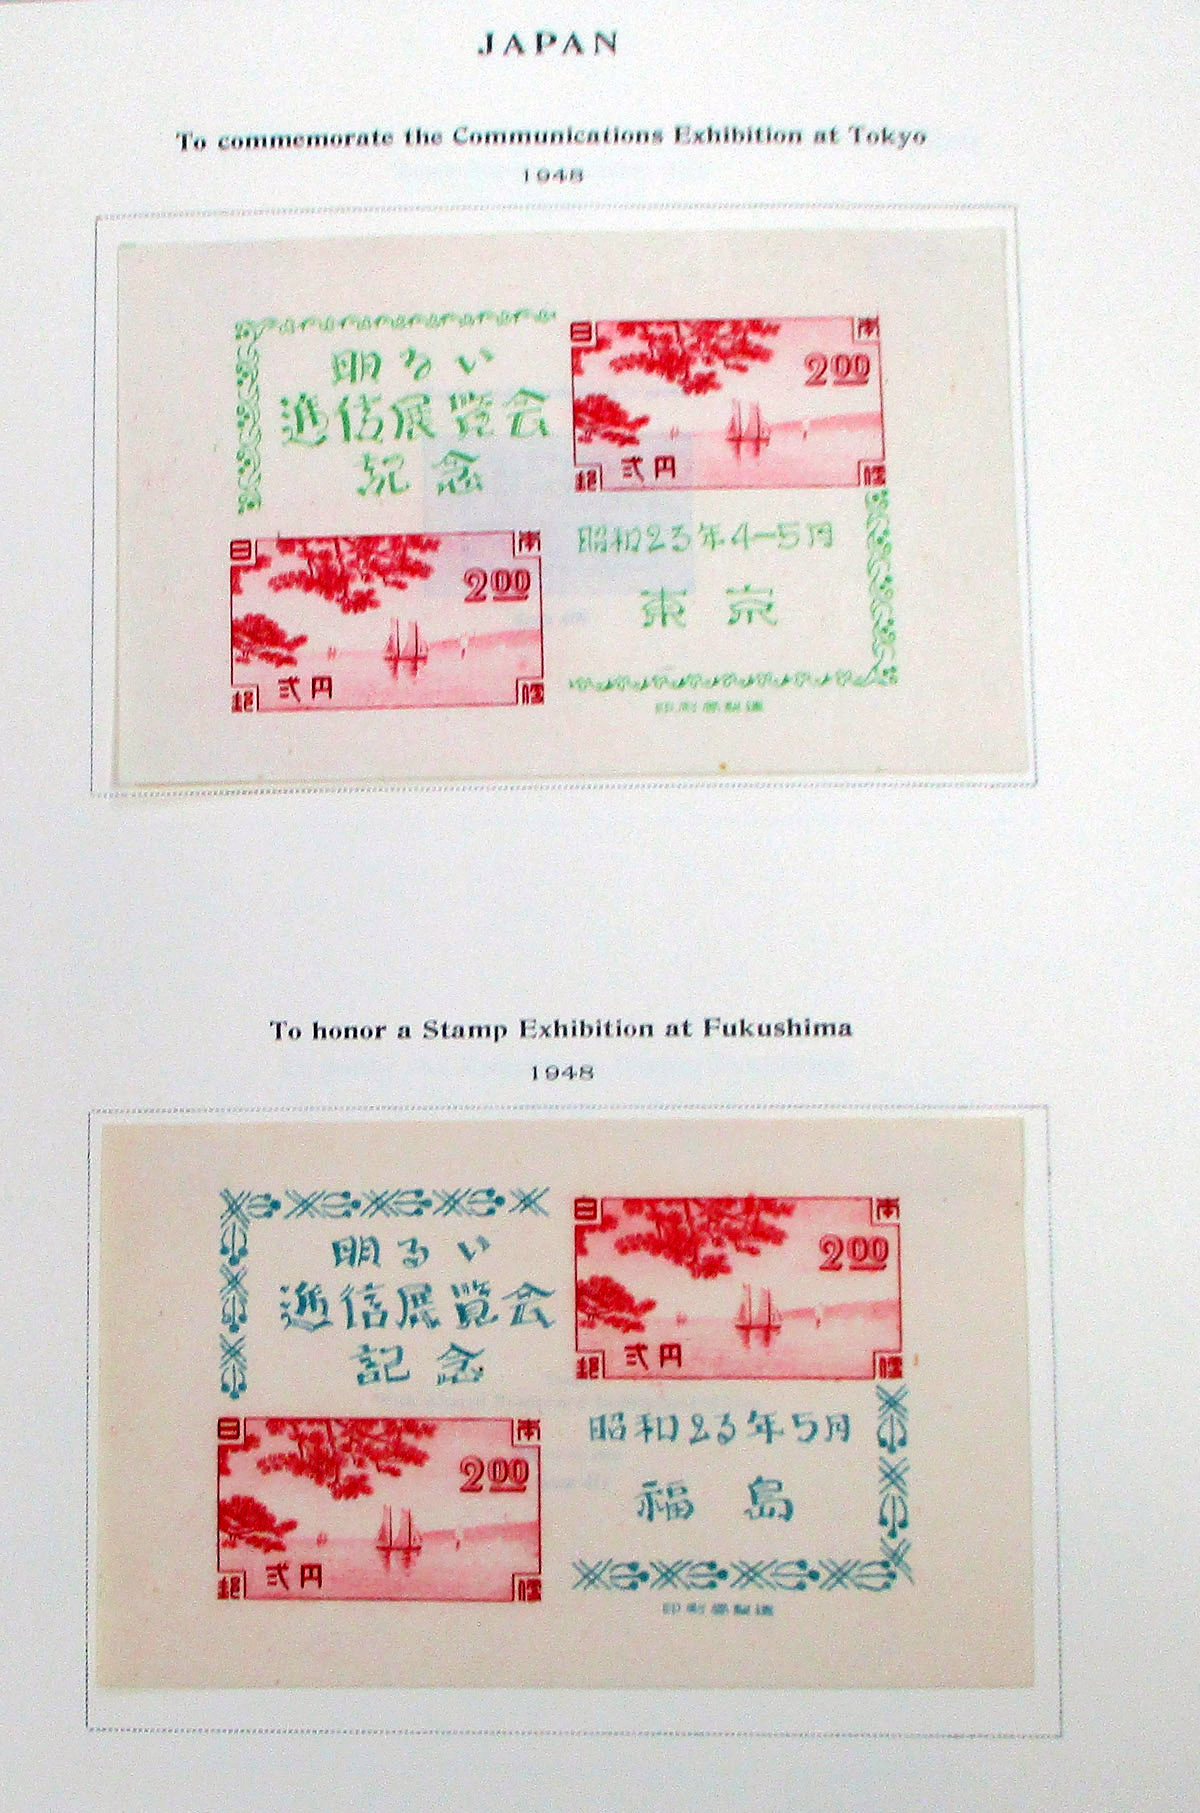 JAPAN
To commemorate the Communications Exhibition at Tokyo
1948
明るい
逓信展覧会
記念
日本
2.00
弐円
郵便
昭和23年4-5月
東京
日本
2.00
弐円
郵便
印刷局製造
To honor a Stamp Exhibition at Fukushima
1948
明るい
逓信展覧会
記念
日本
2.00
弐円
郵便
昭和23年5月
福島
日本
2.00
弐円
郵便
印刷局製造